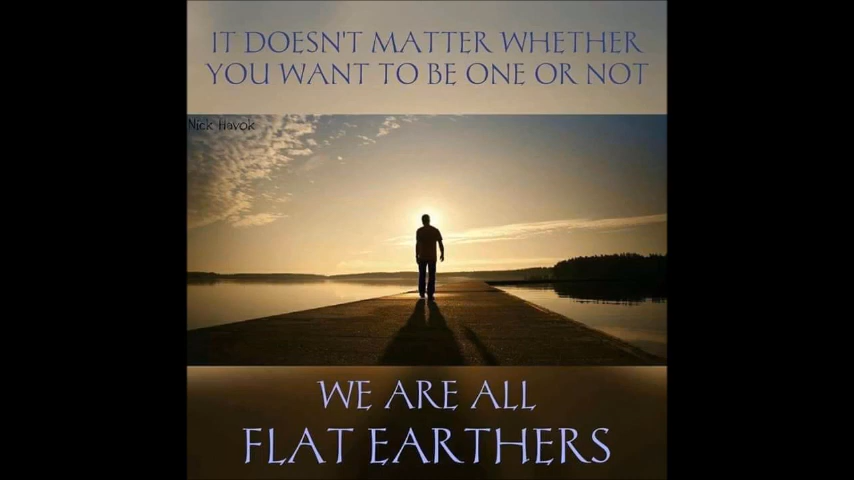 IT DOESN'T MATTER WHETHER
YOU WANT TO BE ONE OR NOT
Nick Havok
WE ARE ALL
FLAT EARTHERS